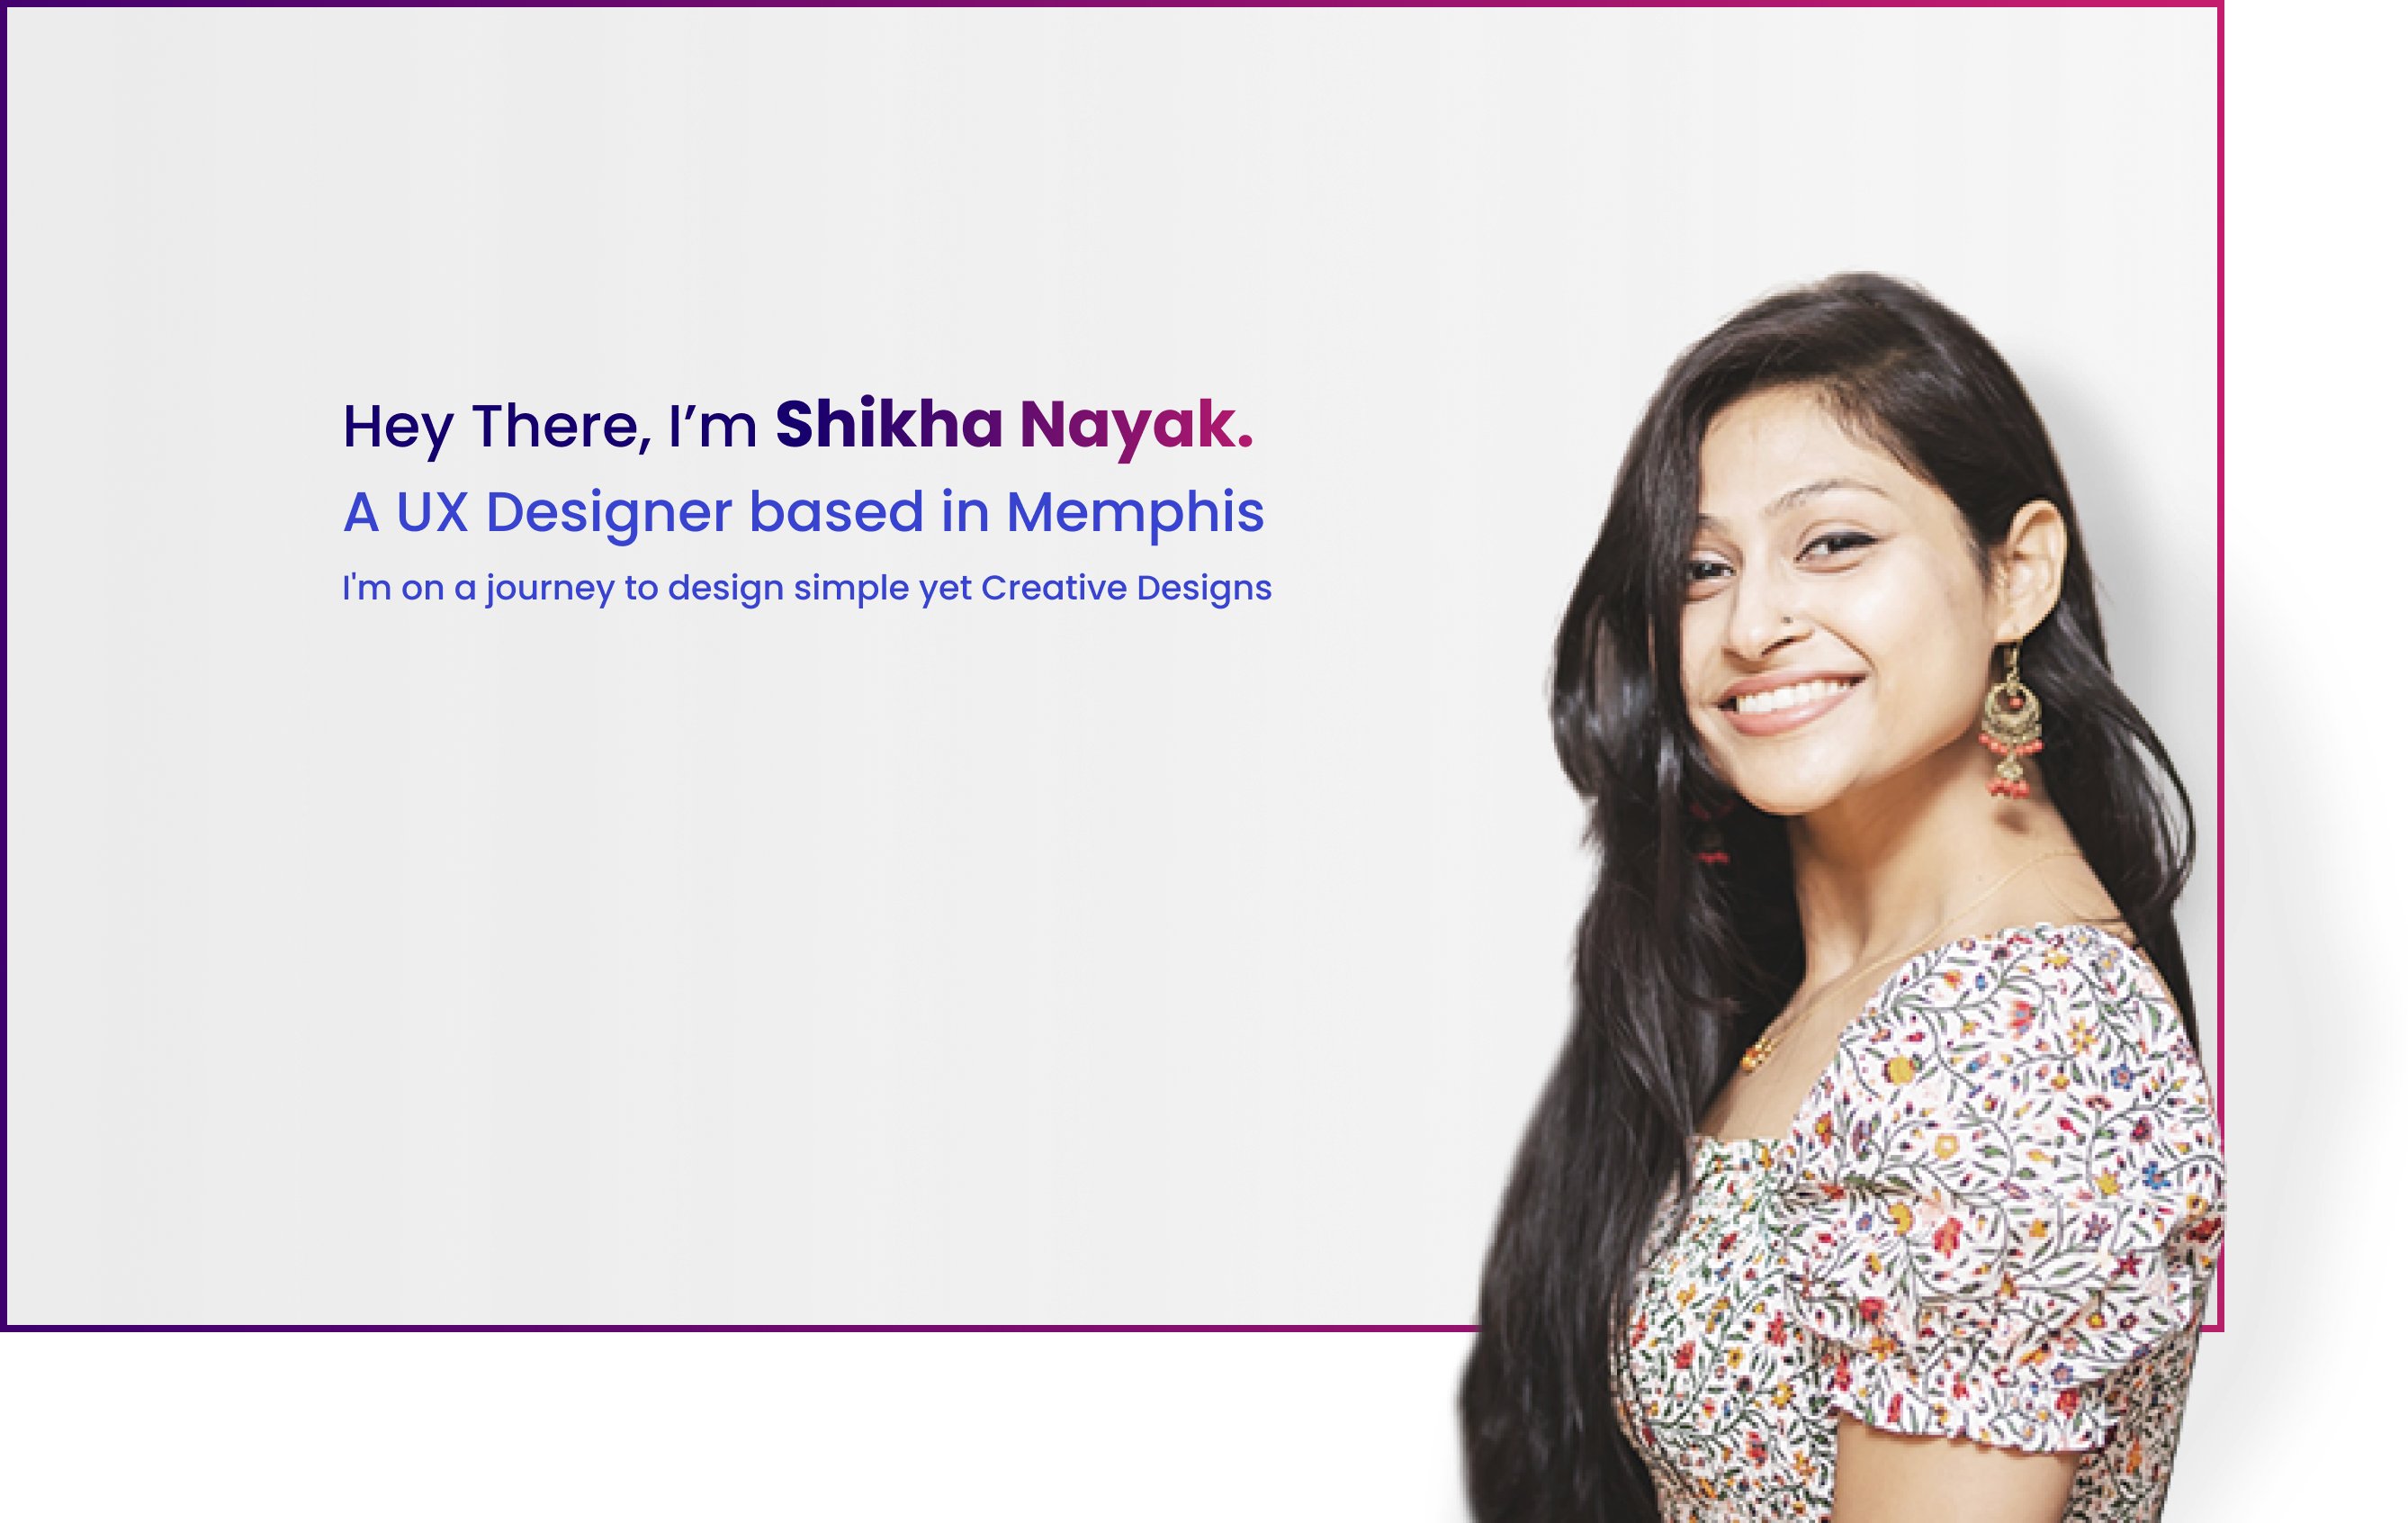 Hey There, I’m Shikha Nayak.
A UX Designer based in Memphis
I'm on a journey to design simple yet Creative Designs